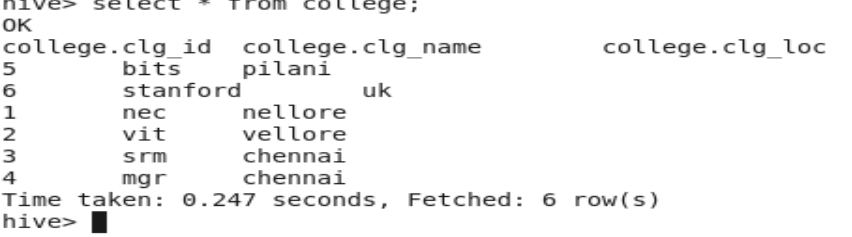 hive> select * from college;
OK
college.clg_id college.clg_name college.clg_loc
5 bits pilani
6 stanford uk
1 nec nellore
2 vit vellore
3 srm chennai
4 mgr chennai
Time taken: 0.247 seconds, Fetched: 6 row(s)
hive>